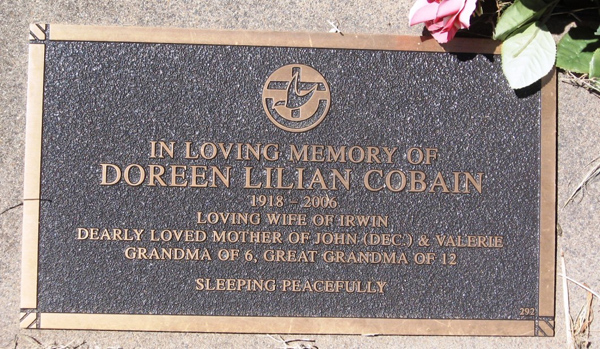 IN LOVING MEMORY OF
DOREEN LILIAN COBAIN
1918 - 2006
LOVING WIFE OF IRWIN
DEARLY LOVED MOTHER OF JOHN (DEC.) & VALERIE
GRANDMA OF 6, GREAT GRANDMA OF 12
SLEEPING PEACEFULLY
292